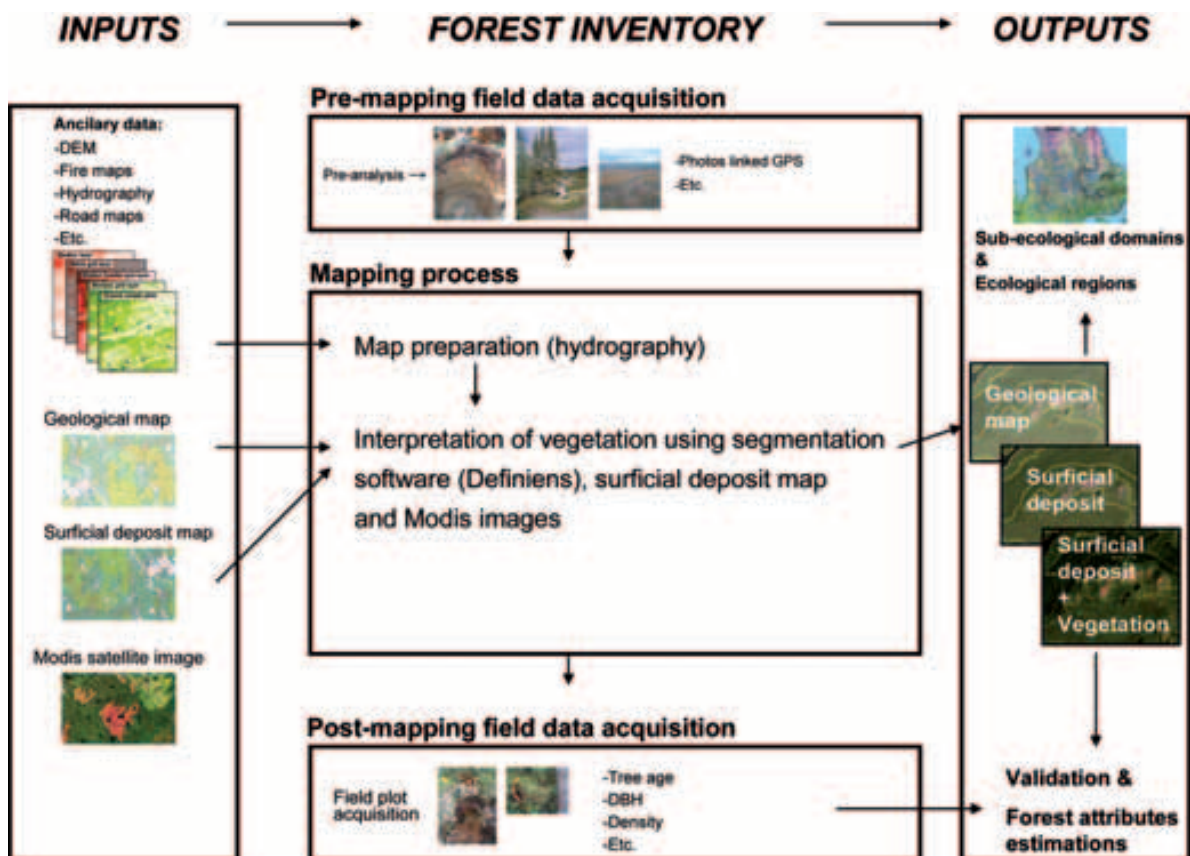 INPUTS
FOREST INVENTORY
OUTPUTS
Ancilary data:
-DEM
-Fire maps
-Hydrography
-Road maps
-Etc.
Geological map
Surficial deposit map
Modis satellite image
Pre-mapping field data acquisition
Pre-analysis
-Photos linked GPS
-Etc.
Mapping process
Map preparation (hydrography)
Interpretation of vegetation using segmentation
software (Definiens), surficial deposit map
and Modis images
Post-mapping field data acquisition
Field plot
acquisition
-Tree age
-DBH
-Density
-Etc.
Sub-ecological domains
&
Ecological regions
Geological
map
Surficial
deposit
Surficial
deposit
+
Vegetation
Validation &
Forest attributes
estimations